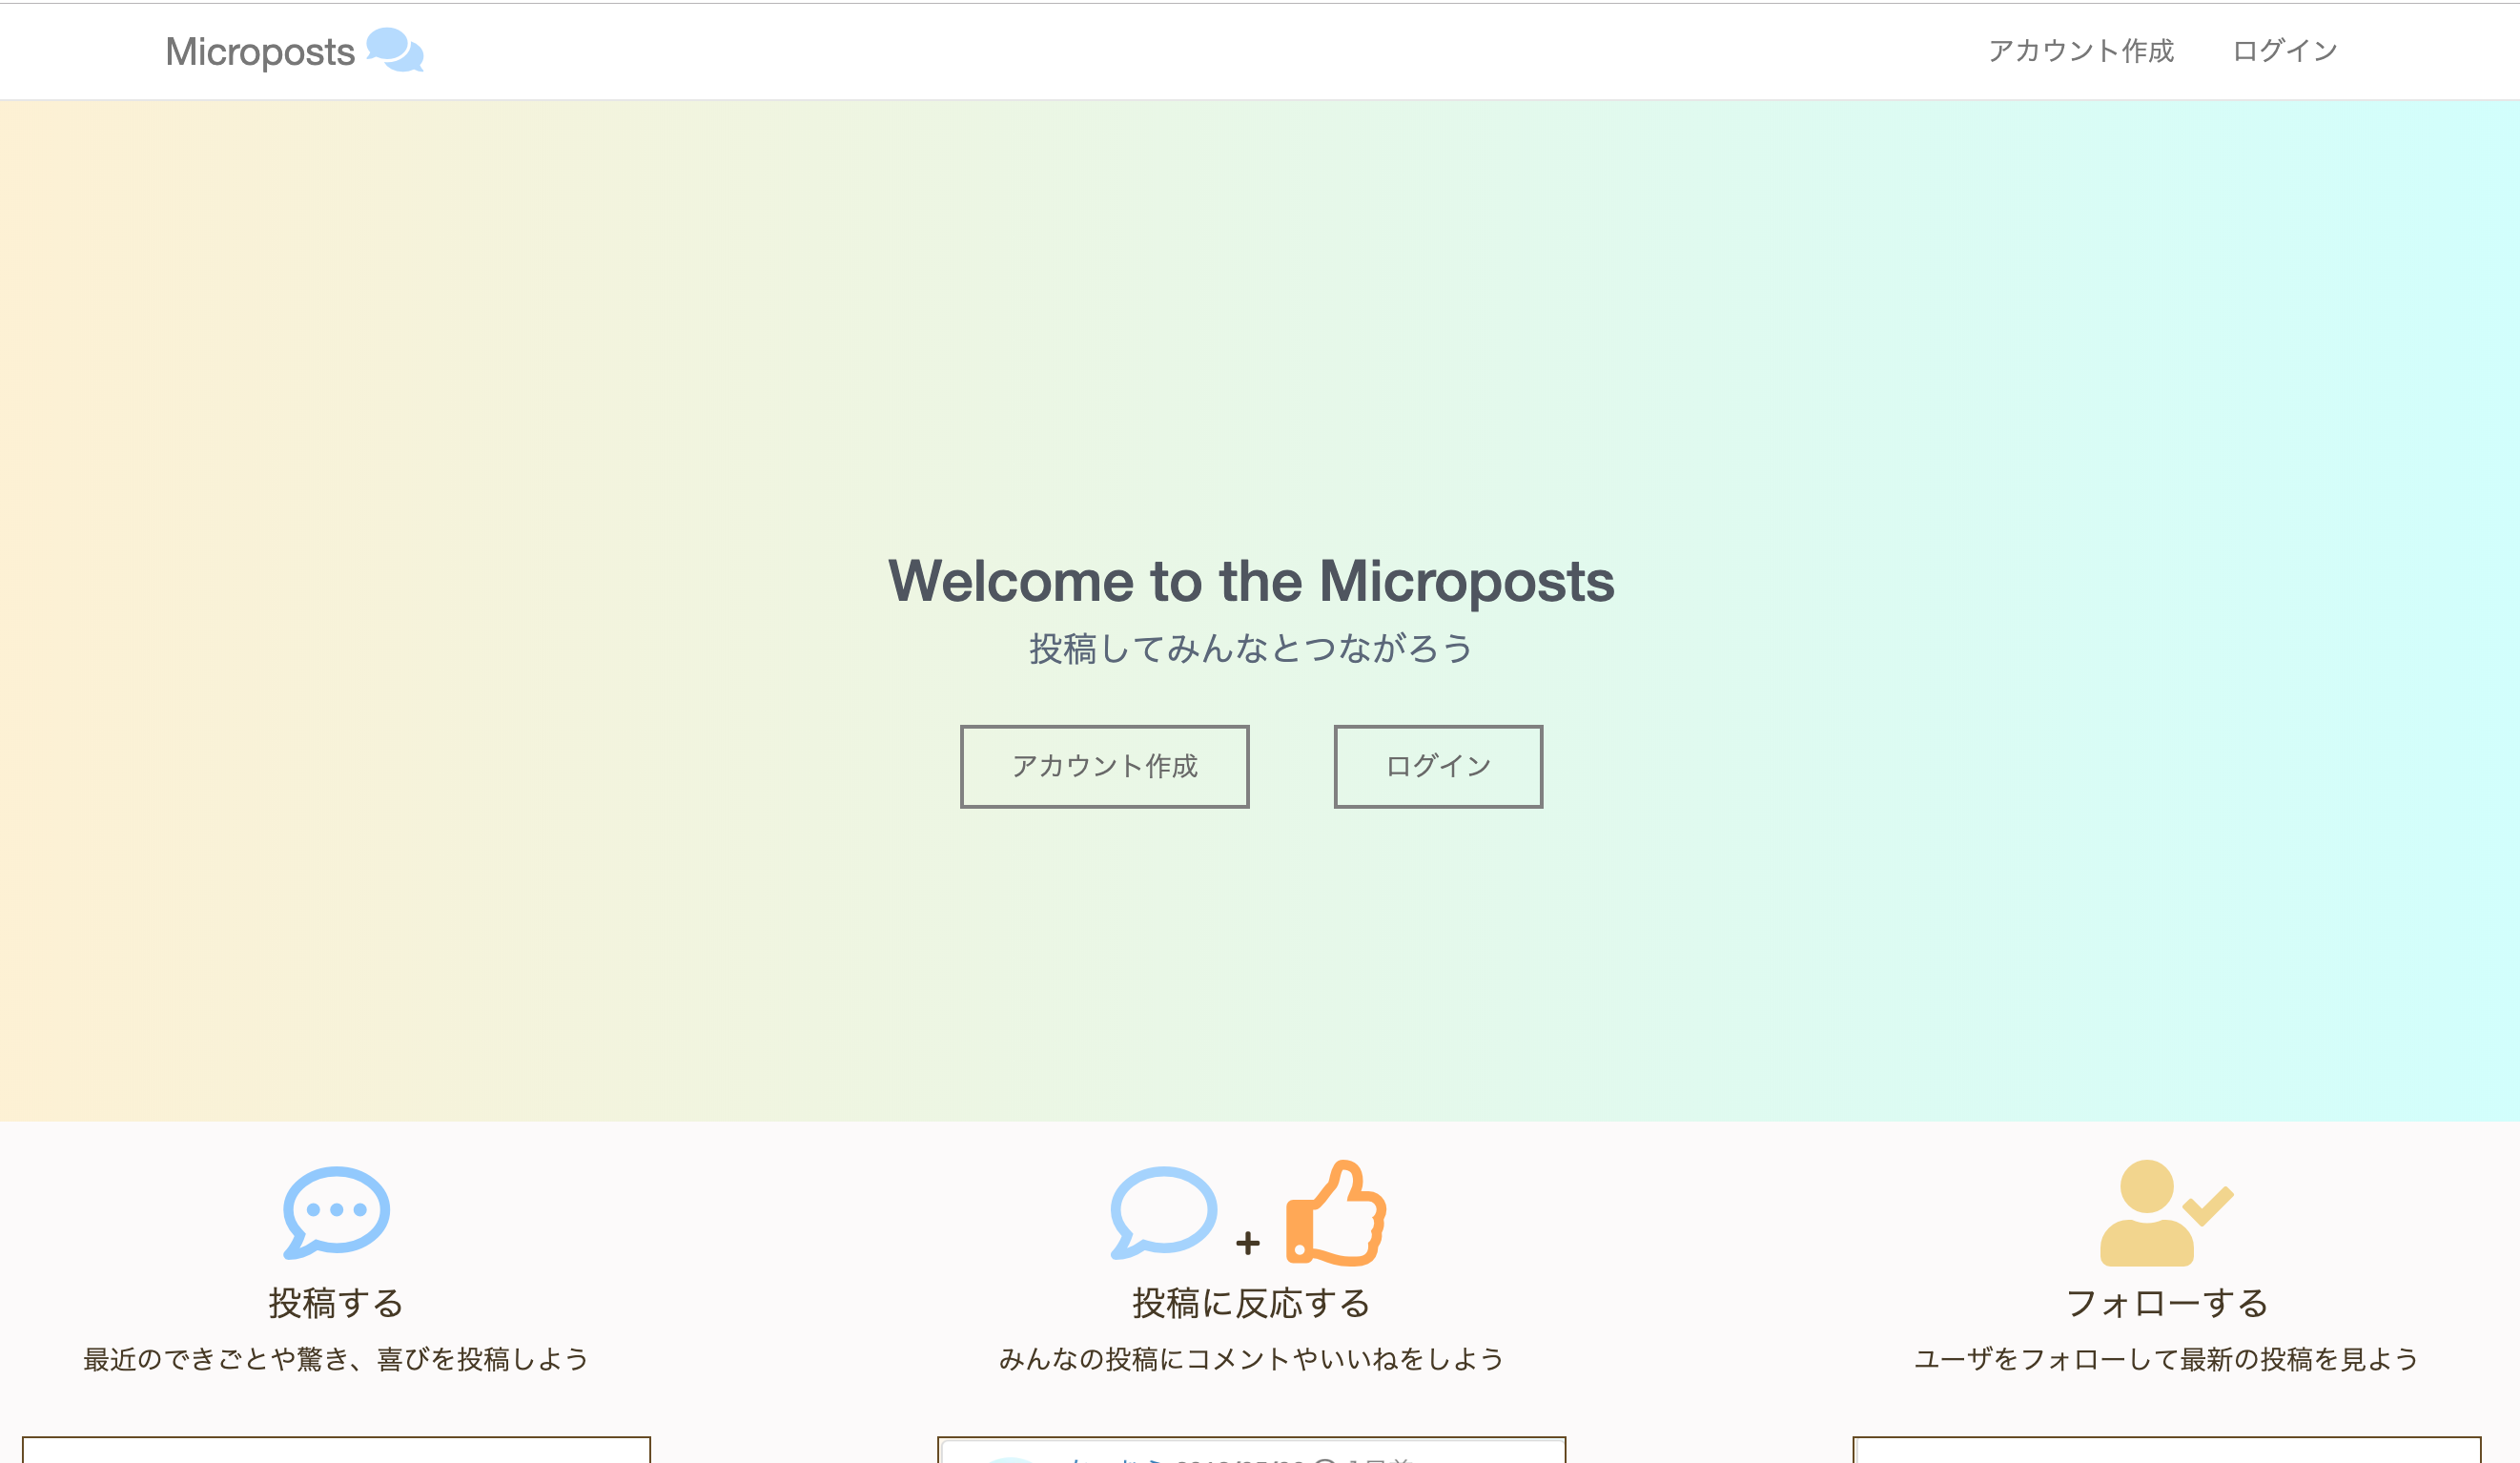 Microposts
アカウント作成 ログイン
Welcome to the Microposts
投稿してみんなとつながろう
アカウント作成 ログイン
+
投稿する 投稿に反応する フォローする
最近のできごとや驚き、喜びを投稿しよう みんなの投稿にコメントやいいねをしよう ユーザをフォローして最新の投稿を見よう